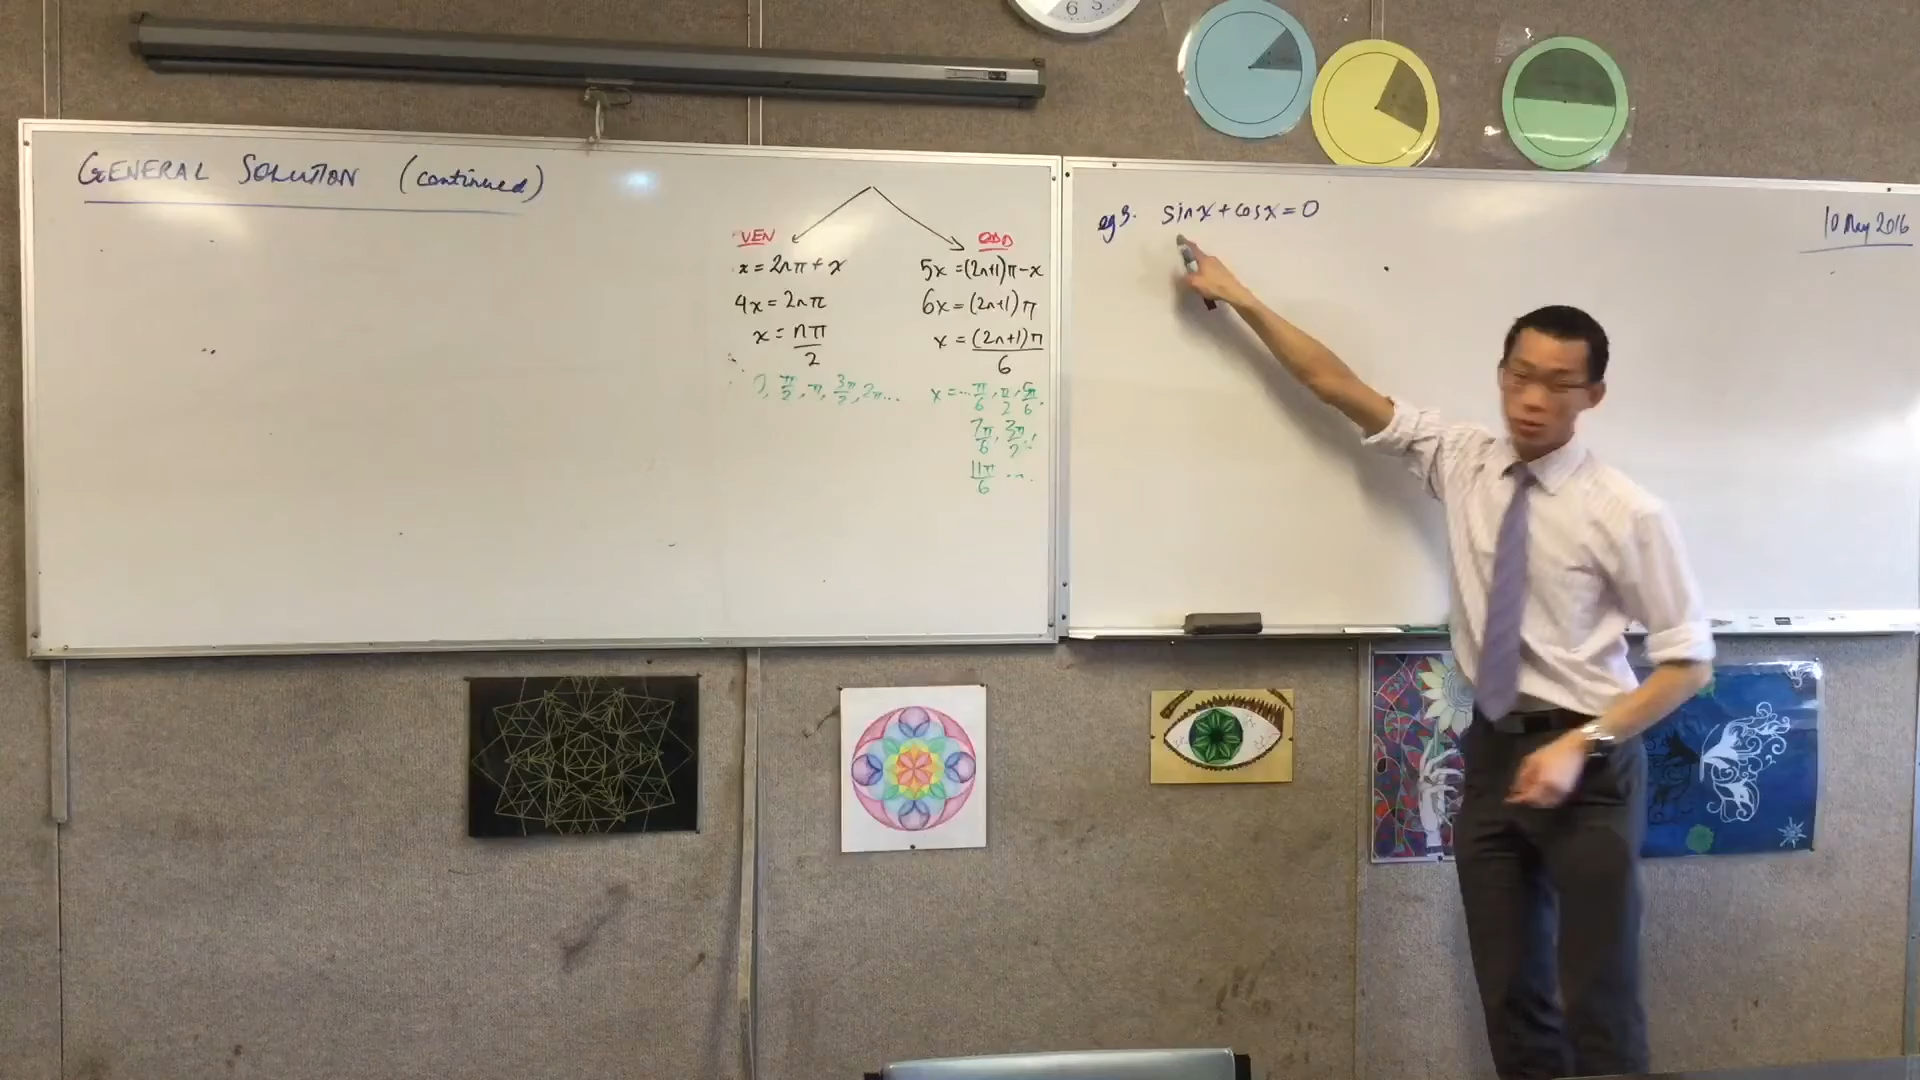 GENERAL SOLUTION (continued)
VEN
x = 2nπ + x
4x = 2nπ
x = nπ/2
0, π/2, π, 3π/2, 2π...
ODD
5x = (2n+1)π - x
6x = (2n+1)π
x = (2n+1)π/6
x = ... π/6, π/2, 5π/6,
7π/6, 3π/2,
11π/6 ...
eg 3. sin x + cos x = 0
10 May 2016
6 5